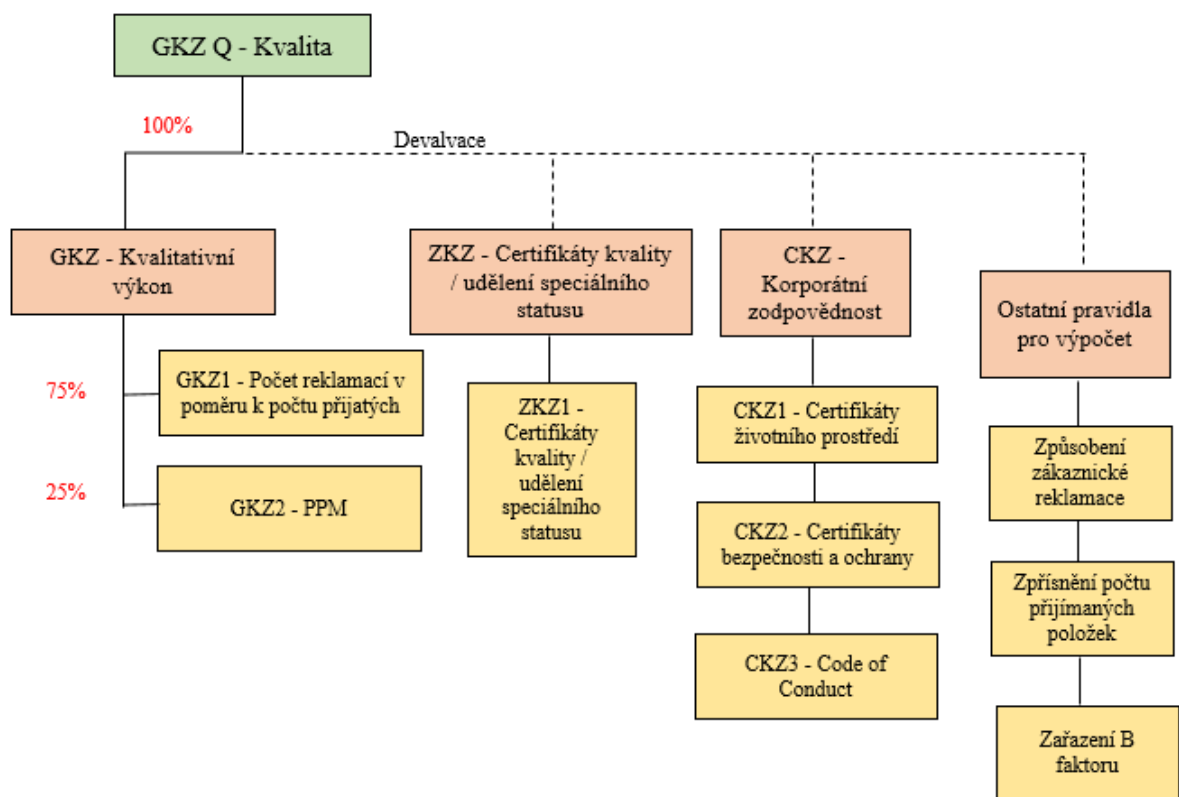 GKZ Q - Kvalita
100%
Devalvace
GKZ - Kvalitativní
výkon
75%
GKZ1 - Počet reklamací v
poměru k počtu přijatých
25%
GKZ2 - PPM
ZKZ - Certifikáty kvality
/ udělení speciálního
statusu
ZKZ1 -
Certifikáty
kvality /
udělení
speciálního
statusu
CKZ -
Korporátní
zodpovědnost
CKZ1 - Certifikáty
životního prostředí
CKZ2 - Certifikáty
bezpečnosti a ochrany
CKZ3 - Code of
Conduct
Ostatní pravidla
pro výpočet
Způsobení
zákaznické
reklamace
Zpřísnění počtu
přijímaných
položek
Zařazení B
faktoru